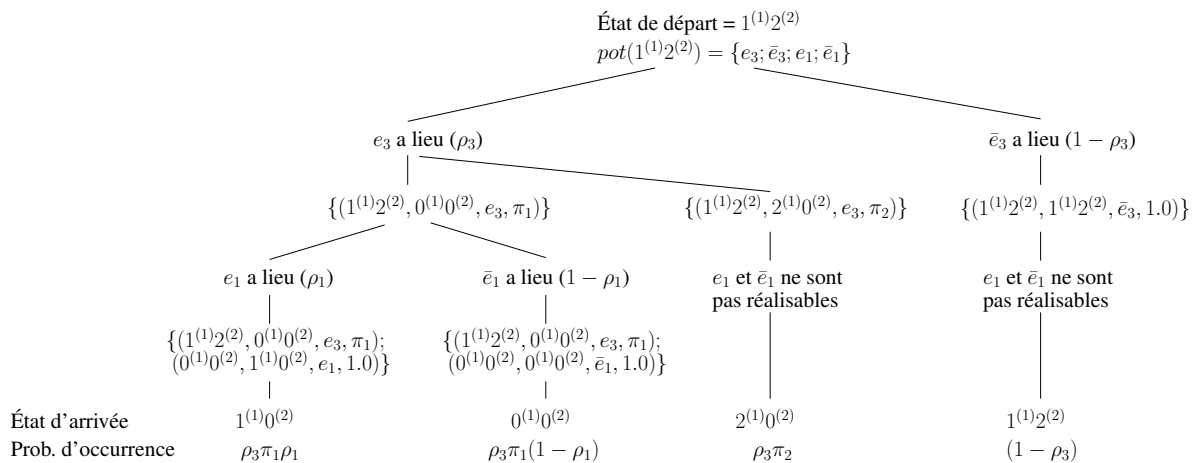 État de départ = 1^{(1)}2^{(2)}
pot(1^{(1)}2^{(2)}) = {e_3; ē_3; e_1; ē_1}
e_3 a lieu (ρ_3)
ē_3 a lieu (1 − ρ_3)
{(1^{(1)}2^{(2)}, 0^{(1)}0^{(2)}, e_3, π_1)}
{(1^{(1)}2^{(2)}, 2^{(1)}0^{(2)}, e_3, π_2)}
{(1^{(1)}2^{(2)}, 1^{(1)}2^{(2)}, ē_3, 1.0)}
e_1 a lieu (ρ_1)
ē_1 a lieu (1 − ρ_1)
e_1 et ē_1 ne sont
pas réalisables
e_1 et ē_1 ne sont
pas réalisables
{(1^{(1)}2^{(2)}, 0^{(1)}0^{(2)}, e_3, π_1);
(0^{(1)}0^{(2)}, 1^{(1)}0^{(2)}, e_1, 1.0)}
{(1^{(1)}2^{(2)}, 0^{(1)}0^{(2)}, e_3, π_1);
(0^{(1)}0^{(2)}, 0^{(1)}0^{(2)}, ē_1, 1.0)}
État d'arrivée 1^{(1)}0^{(2)} 0^{(1)}0^{(2)} 2^{(1)}0^{(2)} 1^{(1)}2^{(2)}
Prob. d'occurrence ρ_3π_1ρ_1 ρ_3π_1(1 − ρ_1) ρ_3π_2 (1 − ρ_3)